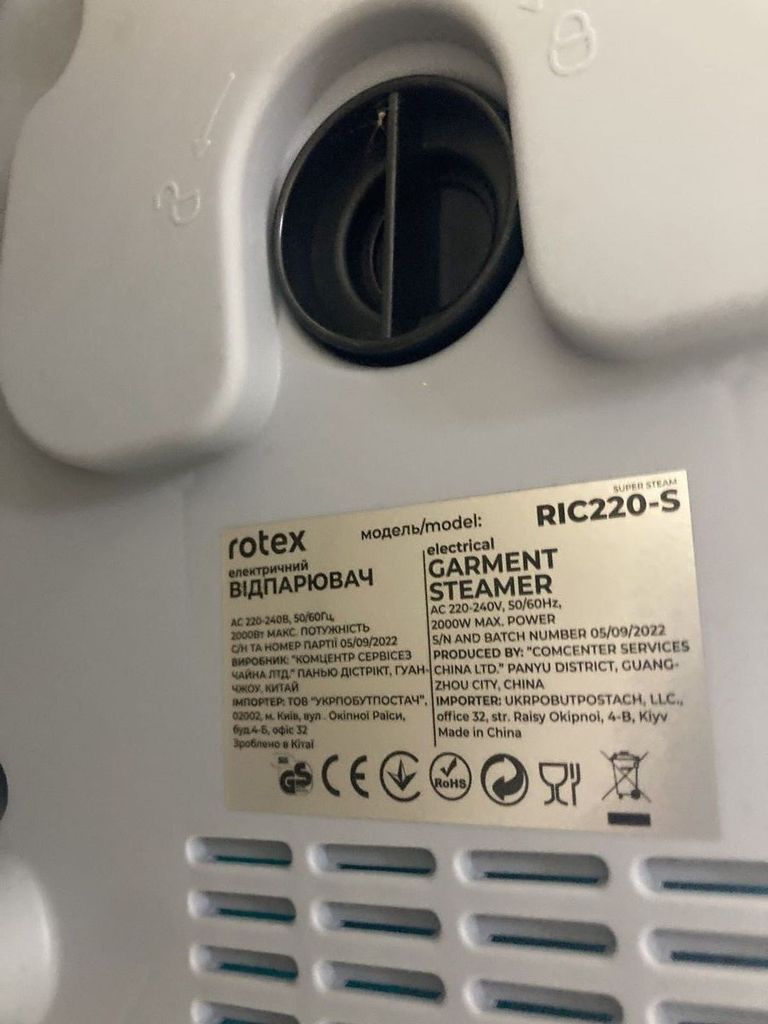 SUPER STEAM
rotex модель/model: RIC220-S
електричний
ВІДПАРЮВАЧ
AC 220-240В, 50/60Гц,
2000Вт МАКС. ПОТУЖНІСТЬ
С/Н ТА НОМЕР ПАРТІЇ 05/09/2022
ВИРОБНИК: "КОМЦЕНТР СЕРВІСЕЗ
ЧАЙНА ЛТД." ПАНЬЮ ДІСТРІКТ, ГУАН-
ЧЖОУ, КИТАЙ
ІМПОРТЕР: ТОВ "УКРПОБУТПОСТАЧ",
02002, м. Київ, вул. Окіпної Раїси,
буд.4-Б, офіс 32
Зроблено в Кітаї
electrical
GARMENT
STEAMER
AC 220-240V, 50/60Hz,
2000W MAX. POWER
S/N AND BATCH NUMBER 05/09/2022
PRODUCED BY: "COMCENTER SERVICES
CHINA LTD." PANYU DISTRICT, GUANG-
ZHOU CITY, CHINA
IMPORTER: UKRPOBUTPOSTACH, LLC.,
office 32, str. Raisy Okipnoi, 4-B, Kiyv
Made in China
GS CE RoHS